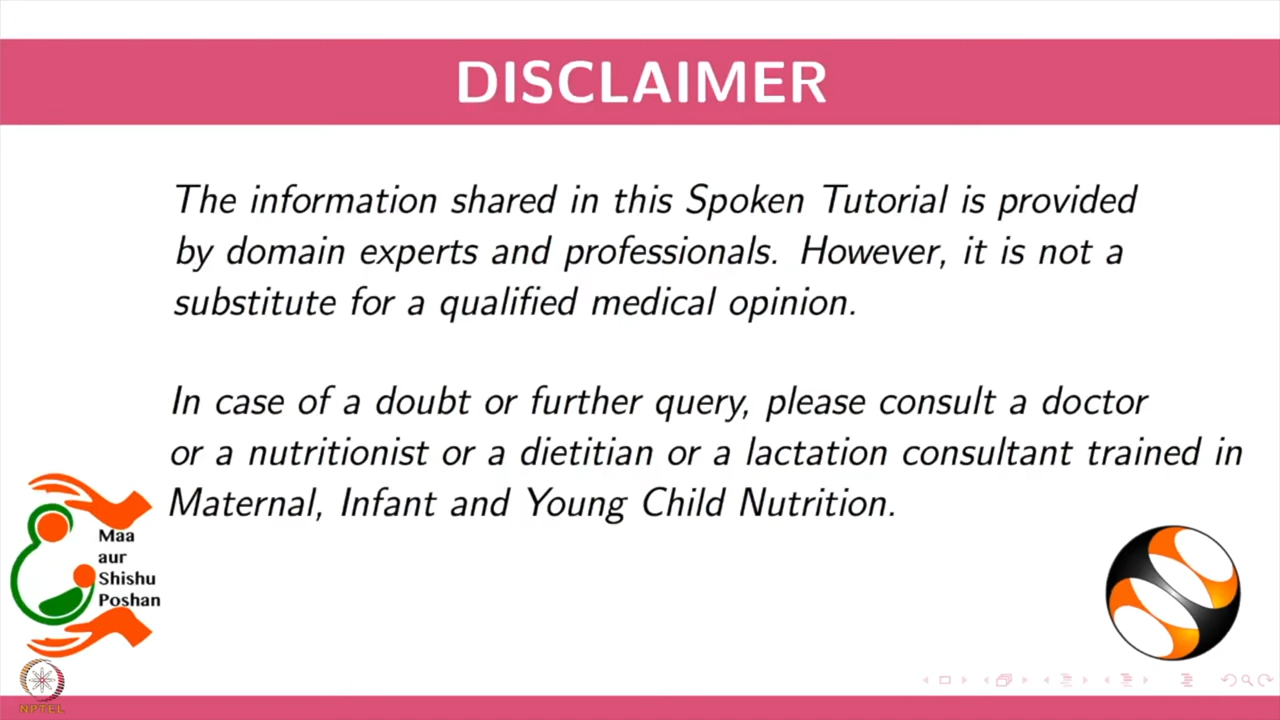 DISCLAIMER
The information shared in this Spoken Tutorial is provided
by domain experts and professionals. However, it is not a
substitute for a qualified medical opinion.
In case of a doubt or further query, please consult a doctor
or a nutritionist or a dietitian or a lactation consultant trained in
Maternal, Infant and Young Child Nutrition.
Maa
aur
Shishu
Poshan
NPTEL